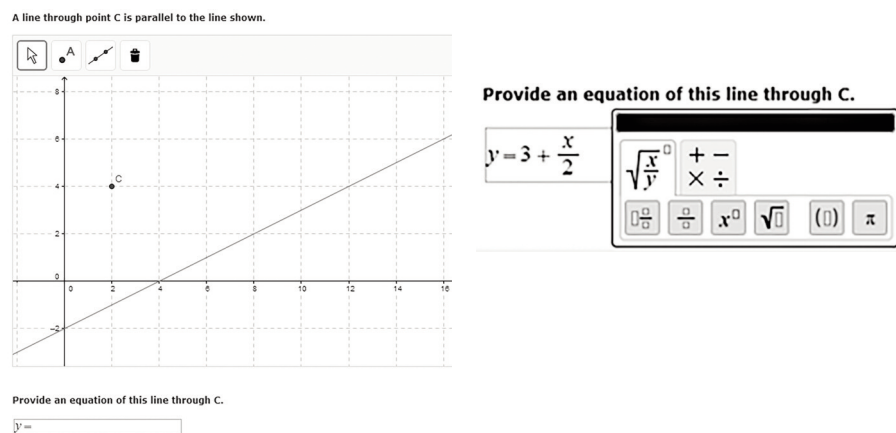 A line through point C is parallel to the line shown.
A
8
6
C
4
2
0
0 2 4 6 8 10 12 14 16
-2
Provide an equation of this line through C.
y =
Provide an equation of this line through C.
y = 3 + x/2
√x/y □ + − × ÷
□□/□ □/□ x□ √□ (□) π